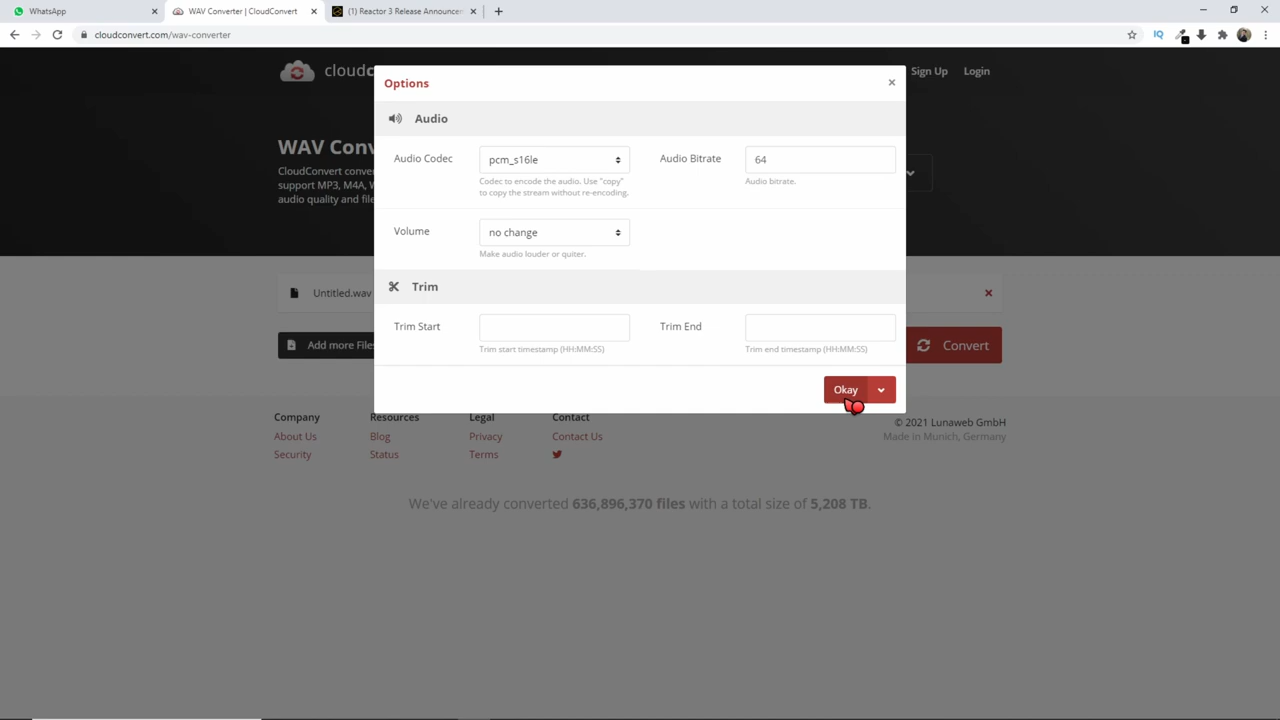 WhatsApp
WAV Converter | CloudConvert
(1) Reactor 3 Release Announcem
cloudconvert.com/wav-converter
IQ
cloudc
Sign Up
Login
Options
Audio
WAV Conv
CloudConvert conver
support MP3, M4A, W
audio quality and file
Audio Codec
pcm_s16le
Codec to encode the audio. Use "copy"
to copy the stream without re-encoding.
Audio Bitrate
64
Audio bitrate.
Volume
no change
Make audio louder or quiter.
Trim
Untitled.wav
Trim Start
Trim start timestamp (HH:MM:SS)
Trim End
Trim end timestamp (HH:MM:SS)
Add more Files
Convert
Okay
Company
About Us
Security
Resources
Blog
Status
Legal
Privacy
Terms
Contact
Contact Us
© 2021 Lunaweb GmbH
Made in Munich, Germany
We've already converted 636,896,370 files with a total size of 5,208 TB.